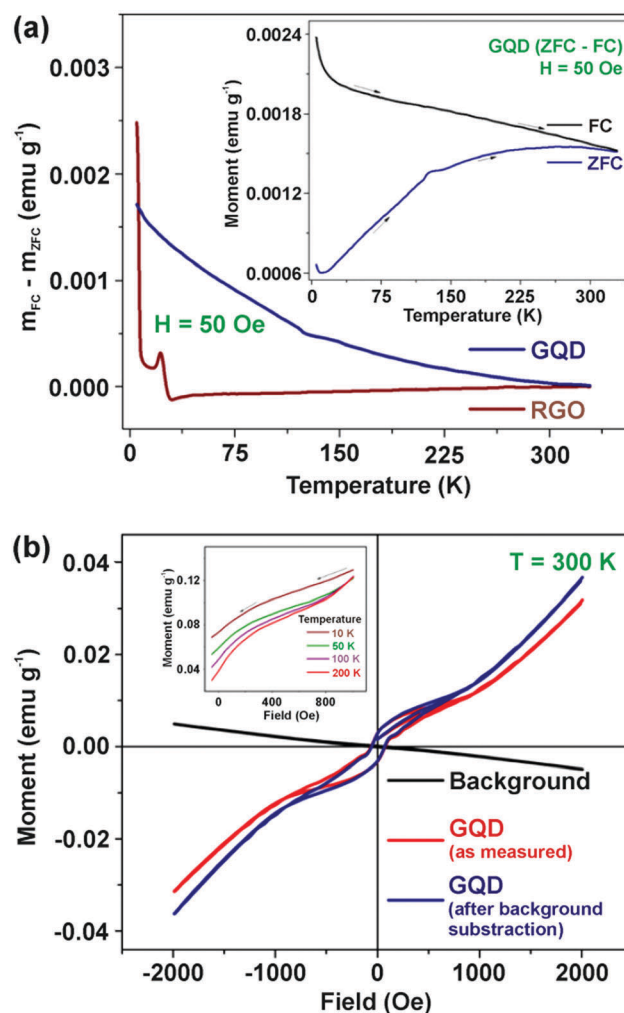 (a)
0.003
0.002
0.001
0.000
m_FC - m_ZFC (emu g⁻¹)
0 75 150 225 300
Temperature (K)
H = 50 Oe
GQD
RGO
0.0024
0.0018
0.0012
0.0006
Moment (emu g⁻¹)
GQD (ZFC - FC)
H = 50 Oe
FC
ZFC
0 75 150 225 300
Temperature (K)
(b)
0.04
0.02
0.00
-0.02
-0.04
Moment (emu g⁻¹)
T = 300 K
0.12
0.08
0.04
Moment (emu g⁻¹)
Temperature
10 K
50 K
100 K
200 K
0 400 800
Field (Oe)
Background
GQD
(as measured)
GQD
(after background
substraction)
-2000 -1000 0 1000 2000
Field (Oe)